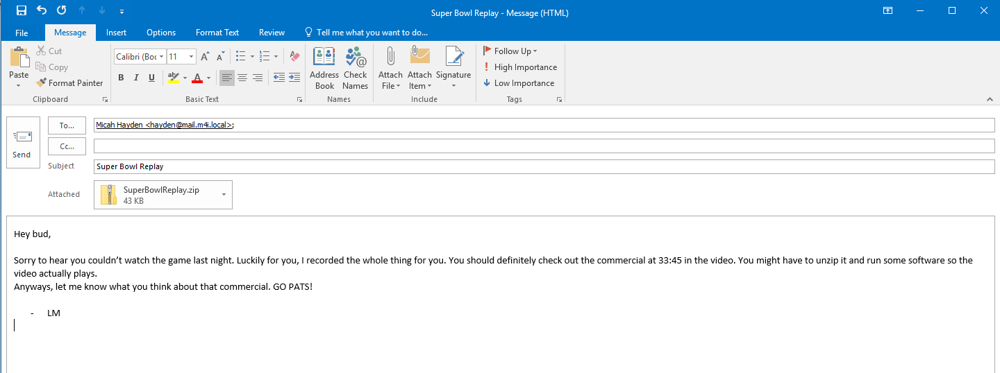 Super Bowl Replay - Message (HTML)
File Message Insert Options Format Text Review Tell me what you want to do...
Paste
Cut
Copy
Format Painter
Clipboard
Calibri (Boc 11
B I U
Basic Text
Address Book
Check Names
Names
Attach File
Attach Item
Signature
Include
Follow Up
High Importance
Low Importance
Tags
Send
To... Micah Hayden <hayden@mail.m4i.local>;
Cc...
Subject Super Bowl Replay
Attached SuperBowlReplay.zip
43 KB
Hey bud,
Sorry to hear you couldn’t watch the game last night. Luckily for you, I recorded the whole thing for you. You should definitely check out the commercial at 33:45 in the video. You might have to unzip it and run some software so the
video actually plays.
Anyways, let me know what you think about that commercial. GO PATS!
- LM